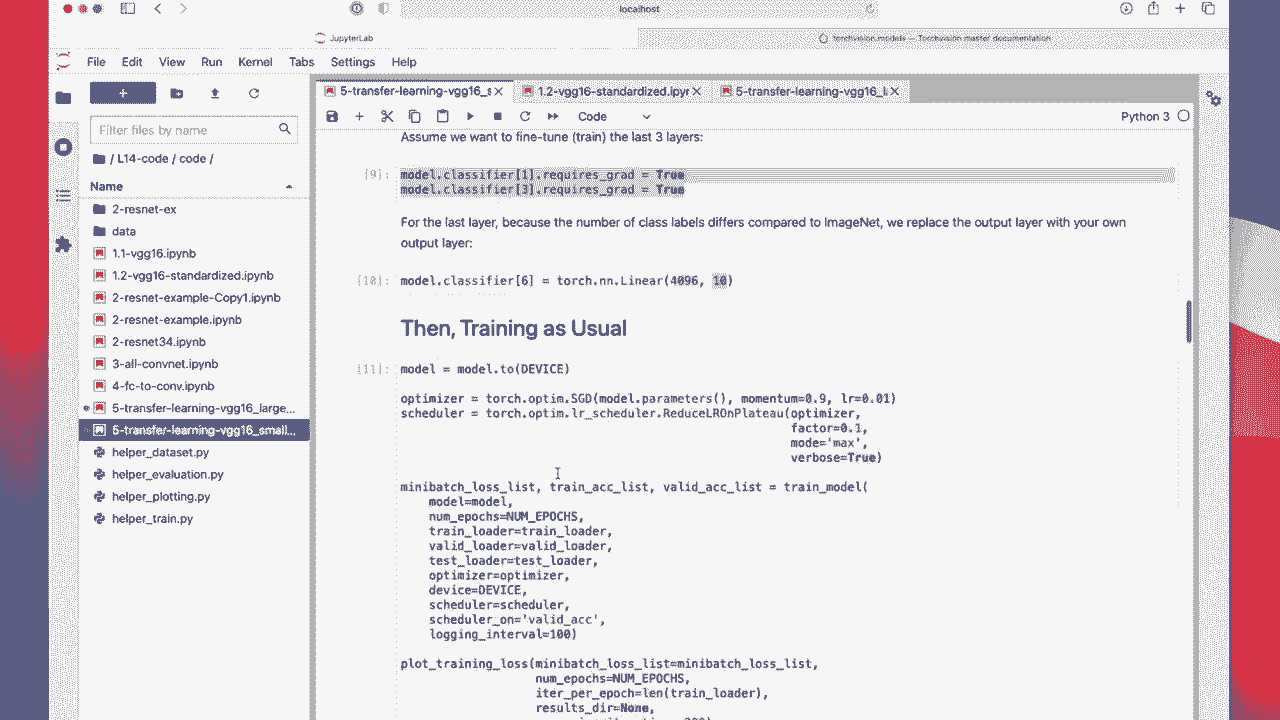 localhost
JupyterLab
torchvision.models — Torchvision master documentation
File Edit View Run Kernel Tabs Settings Help
5-transfer-learning-vgg16_s
1.2-vgg16-standardized.ipyr
5-transfer-learning-vgg16_la
Filter files by name
Code
Python 3
/ L14-code / code /
Name
2-resnet-ex
data
1.1-vgg16.ipynb
1.2-vgg16-standardized.ipynb
2-resnet-example-Copy1.ipynb
2-resnet-example.ipynb
2-resnet34.ipynb
3-all-convnet.ipynb
4-fc-to-conv.ipynb
5-transfer-learning-vgg16_large...
5-transfer-learning-vgg16_small...
helper_dataset.py
helper_evaluation.py
helper_plotting.py
helper_train.py
Assume we want to fine-tune (train) the last 3 layers:
[9]: model.classifier[1].requires_grad = True
model.classifier[3].requires_grad = True
For the last layer, because the number of class labels differs compared to ImageNet, we replace the output layer with your own
output layer:
[10]: model.classifier[6] = torch.nn.Linear(4096, 10)
Then, Training as Usual
[11]: model = model.to(DEVICE)
optimizer = torch.optim.SGD(model.parameters(), momentum=0.9, lr=0.01)
scheduler = torch.optim.lr_scheduler.ReduceLROnPlateau(optimizer,
factor=0.1,
mode='max',
verbose=True)
minibatch_loss_list, train_acc_list, valid_acc_list = train_model(
model=model,
num_epochs=NUM_EPOCHS,
train_loader=train_loader,
valid_loader=valid_loader,
test_loader=test_loader,
optimizer=optimizer,
device=DEVICE,
scheduler=scheduler,
scheduler_on='valid_acc',
logging_interval=100)
plot_training_loss(minibatch_loss_list=minibatch_loss_list,
num_epochs=NUM_EPOCHS,
iter_per_epoch=len(train_loader),
results_dir=None,